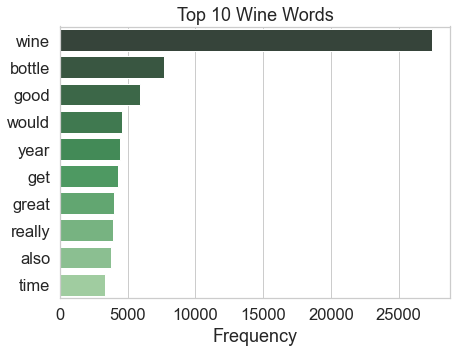 Top 10 Wine Words
wine
bottle
good
would
year
get
great
really
also
time
0 5000 10000 15000 20000 25000
Frequency